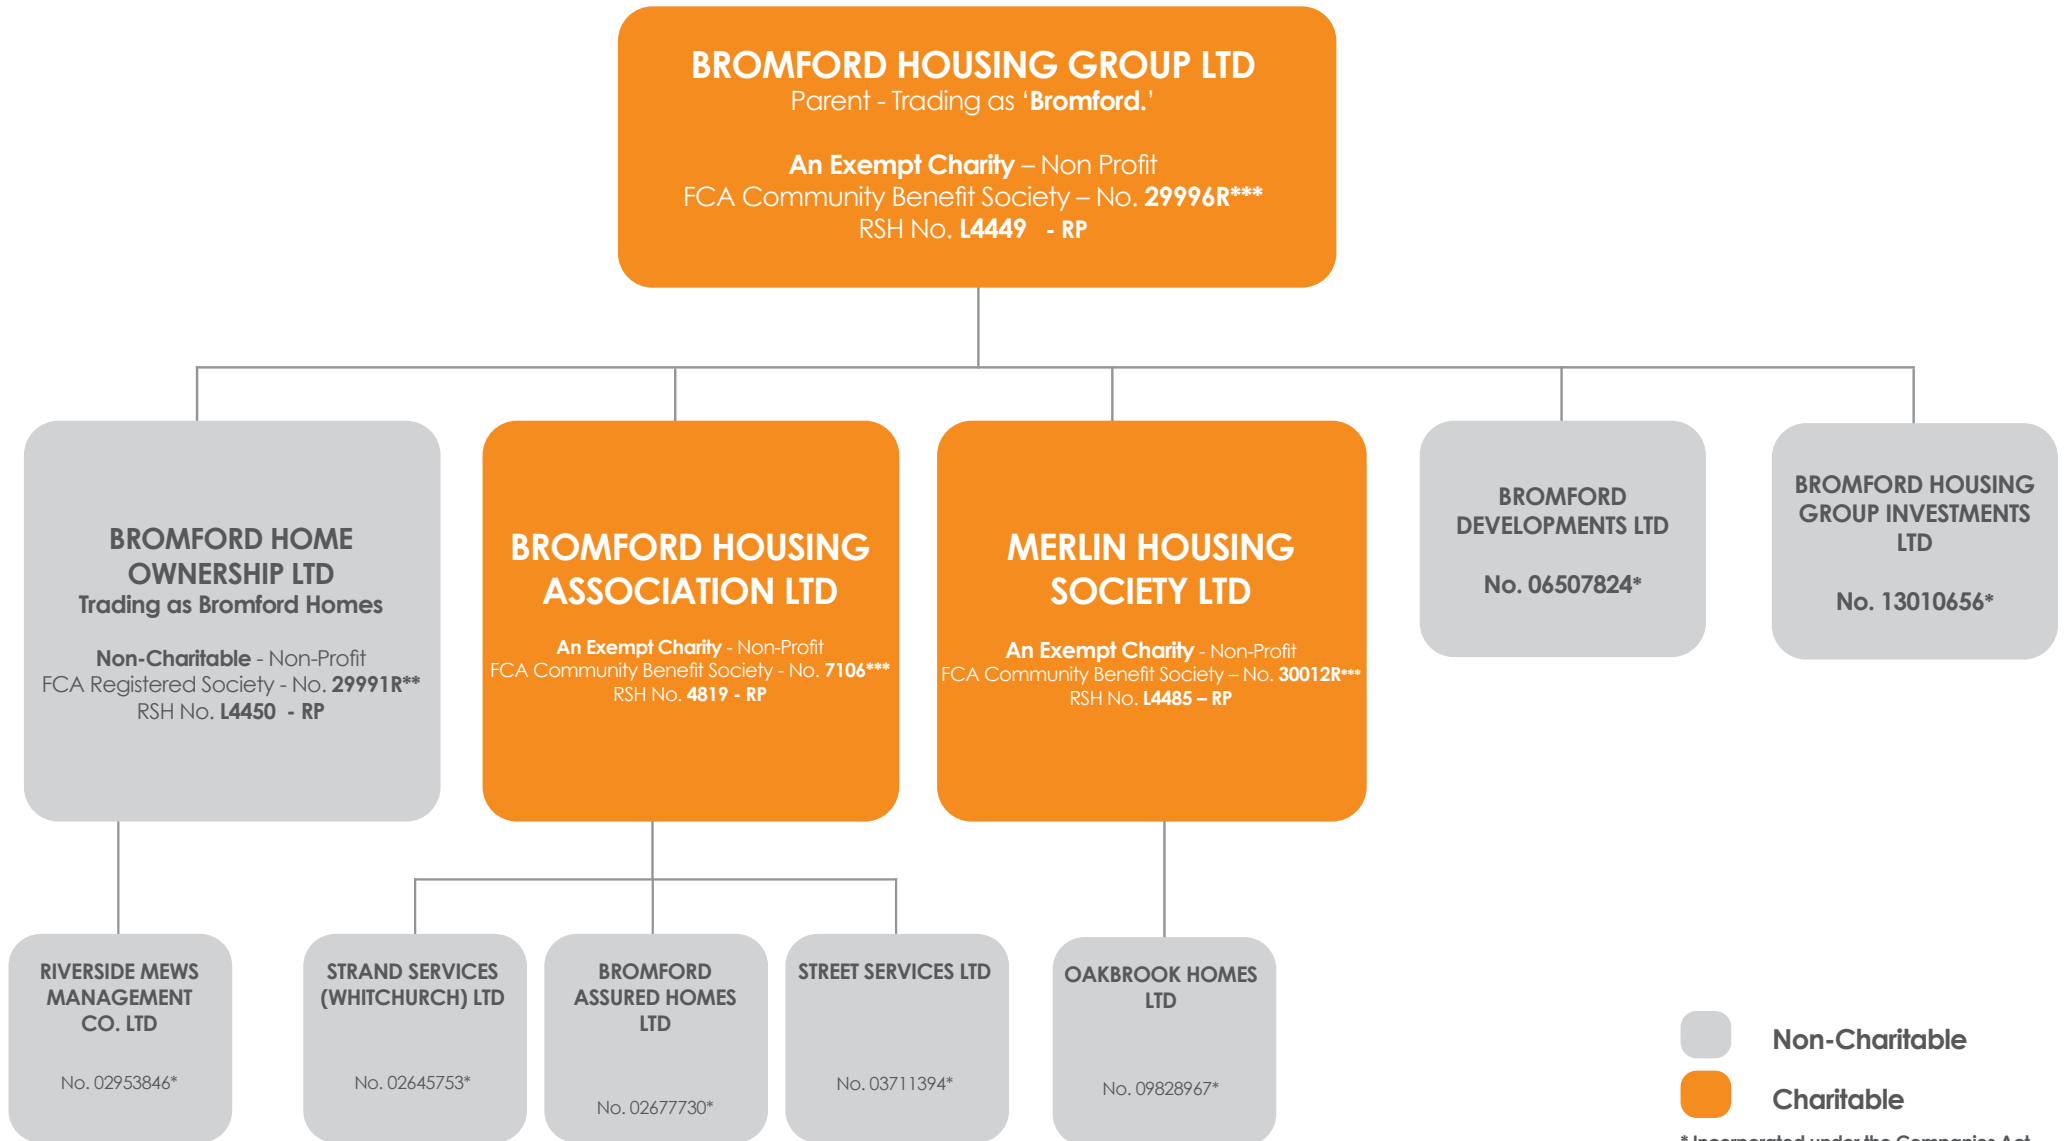 BROMFORD HOUSING GROUP LTD
Parent - Trading as ‘Bromford.’
An Exempt Charity – Non Profit
FCA Community Benefit Society – No. 29996R***
RSH No. L4449 - RP
BROMFORD HOME
OWNERSHIP LTD
Trading as Bromford Homes
Non-Charitable - Non-Profit
FCA Registered Society - No. 29991R**
RSH No. L4450 - RP
BROMFORD HOUSING
ASSOCIATION LTD
An Exempt Charity - Non-Profit
FCA Community Benefit Society - No. 7106***
RSH No. 4819 - RP
MERLIN HOUSING
SOCIETY LTD
An Exempt Charity - Non-Profit
FCA Community Benefit Society – No. 30012R***
RSH No. L4485 – RP
BROMFORD
DEVELOPMENTS LTD
No. 06507824*
BROMFORD HOUSING
GROUP INVESTMENTS
LTD
No. 13010656*
RIVERSIDE MEWS
MANAGEMENT
CO. LTD
No. 02953846*
STRAND SERVICES
(WHITCHURCH) LTD
No. 02645753*
BROMFORD
ASSURED HOMES
LTD
No. 02677730*
STREET SERVICES LTD
No. 03711394*
OAKBROOK HOMES
LTD
No. 09828967*
Non-Charitable
Charitable
* Incorporated under the Companies Act